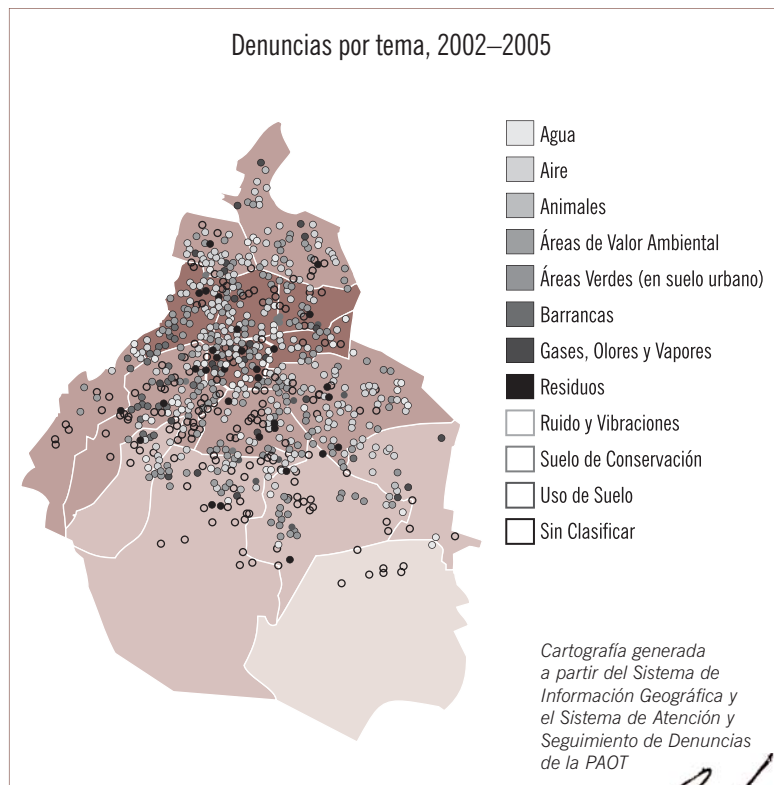 Denuncias por tema, 2002–2005
Agua
Aire
Animales
Áreas de Valor Ambiental
Áreas Verdes (en suelo urbano)
Barrancas
Gases, Olores y Vapores
Residuos
Ruido y Vibraciones
Suelo de Conservación
Uso de Suelo
Sin Clasificar
Cartografía generada
a partir del Sistema de
Información Geográfica y
el Sistema de Atención y
Seguimiento de Denuncias
de la PAOT